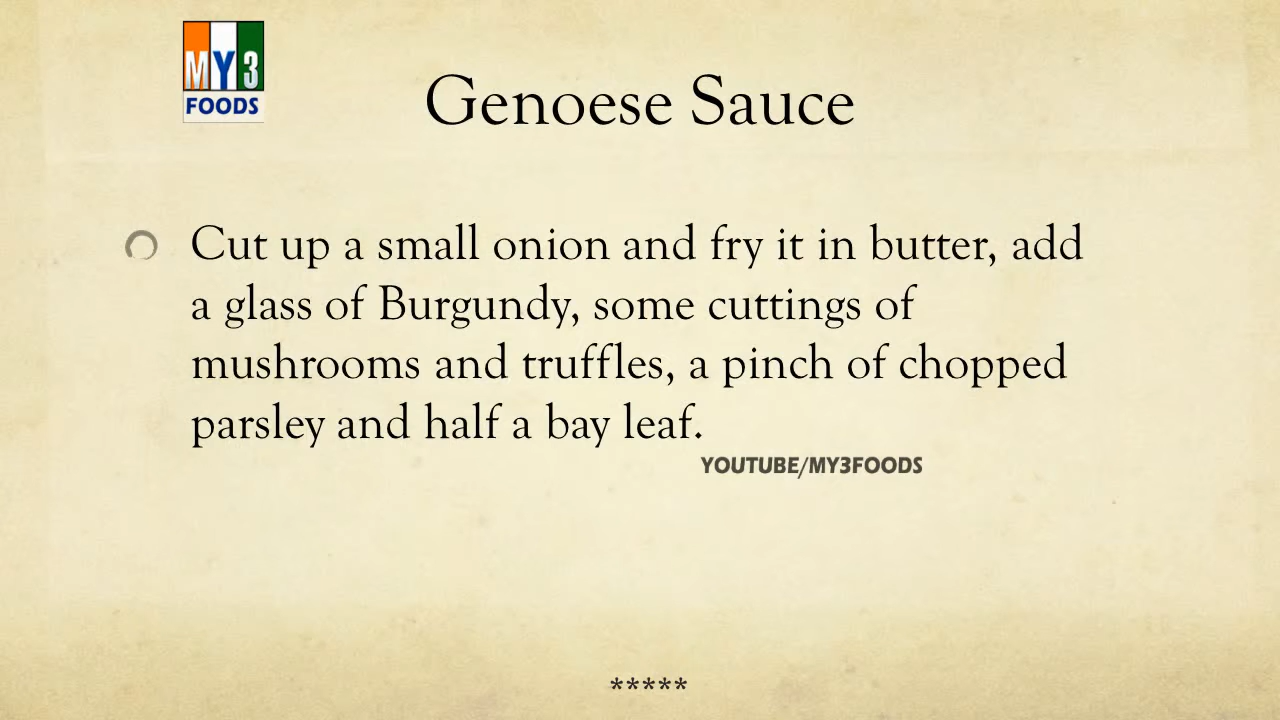 MY3
FOODS
Genoese Sauce
Cut up a small onion and fry it in butter, add
a glass of Burgundy, some cuttings of
mushrooms and truffles, a pinch of chopped
parsley and half a bay leaf.
YOUTUBE/MY3FOODS
*****